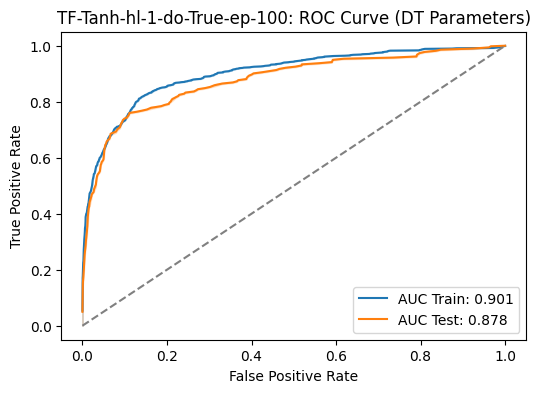 TF-Tanh-hl-1-do-True-ep-100: ROC Curve (DT Parameters)
True Positive Rate
1.0
0.8
0.6
0.4
0.2
0.0
AUC Train: 0.901
AUC Test: 0.878
0.0 0.2 0.4 0.6 0.8 1.0
False Positive Rate